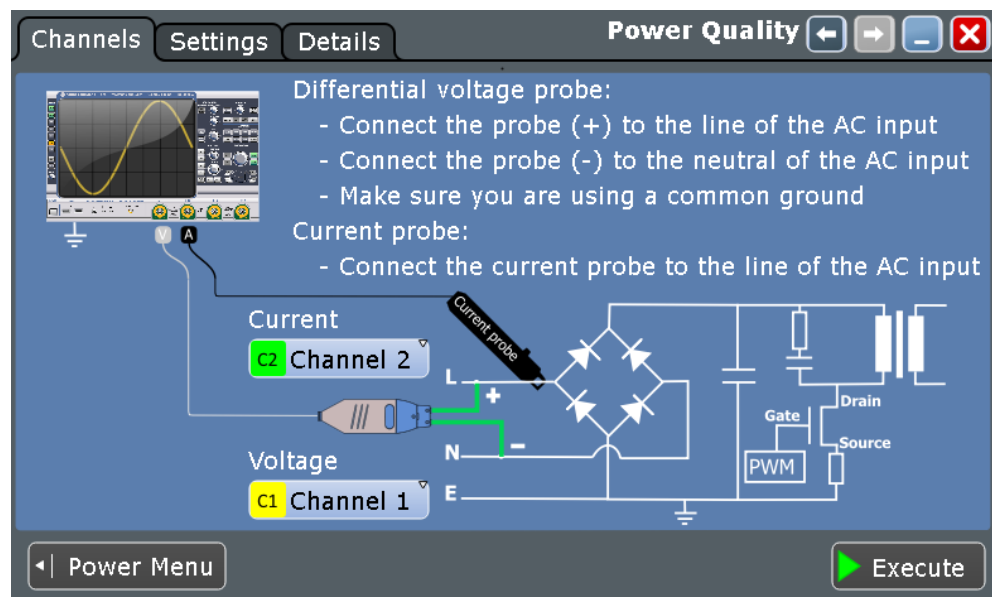 Channels
Settings
Details
Power Quality
Differential voltage probe:
- Connect the probe (+) to the line of the AC input
- Connect the probe (-) to the neutral of the AC input
- Make sure you are using a common ground
Current probe:
- Connect the current probe to the line of the AC input
V
A
Current probe
Current
C2 Channel 2
L
+
Drain
Gate
Source
PWM
N
-
Voltage
C1 Channel 1
E
Power Menu
Execute